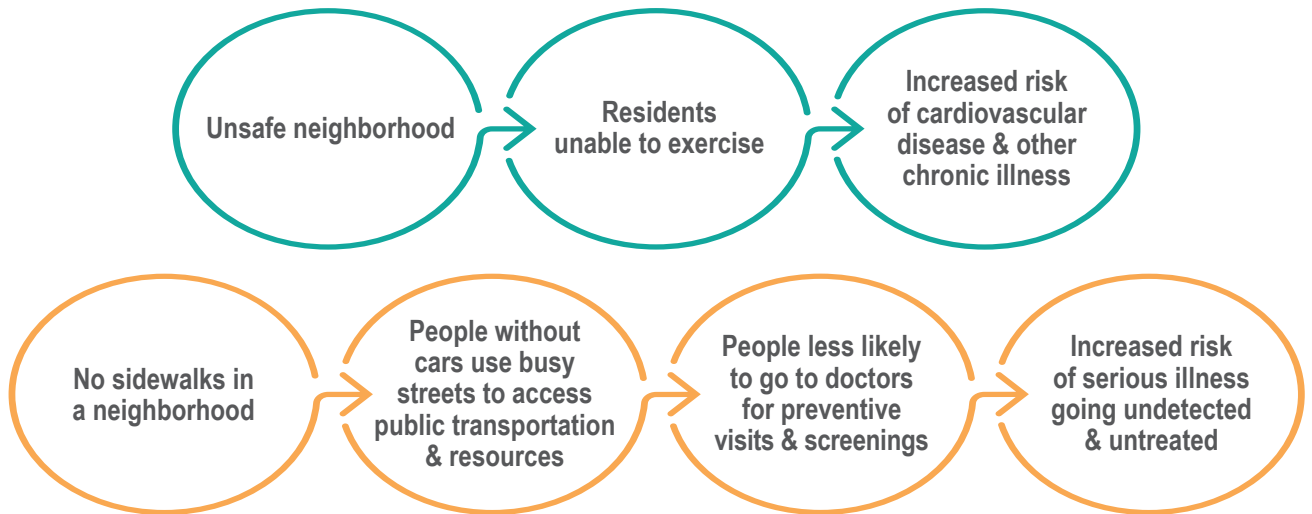 Unsafe neighborhood
Residents
unable to exercise
Increased risk
of cardiovascular
disease & other
chronic illness
No sidewalks in
a neighborhood
People without
cars use busy
streets to access
public transportation
& resources
People less likely
to go to doctors
for preventive
visits & screenings
Increased risk
of serious illness
going undetected
& untreated